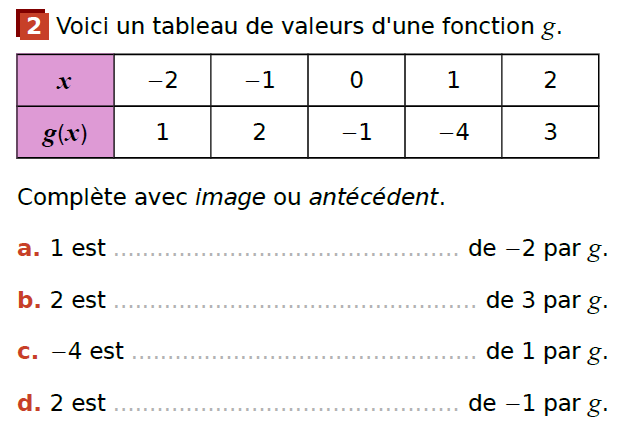 2 Voici un tableau de valeurs d'une fonction g.
x −2 −1 0 1 2
g(x) 1 2 −1 −4 3
Complète avec image ou antécédent.
a. 1 est ................................................ de −2 par g.
b. 2 est .................................................. de 3 par g.
c. −4 est ................................................ de 1 par g.
d. 2 est ................................................ de −1 par g.